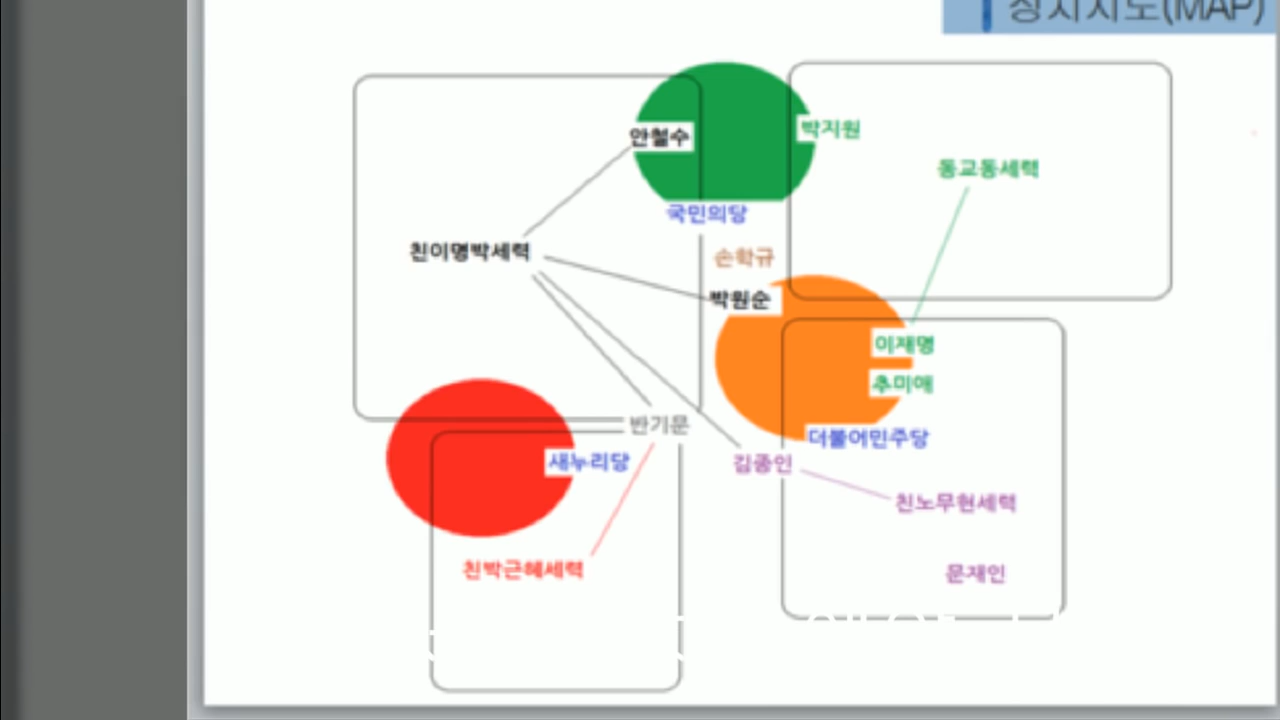 정치지도(MAP)
안철수
박지원
동교동세력
국민의당
친이명박세력
손학규
박원순
이재명
추미애
반기문
더불어민주당
새누리당
김종인
친노무현세력
친박근혜세력
문재인